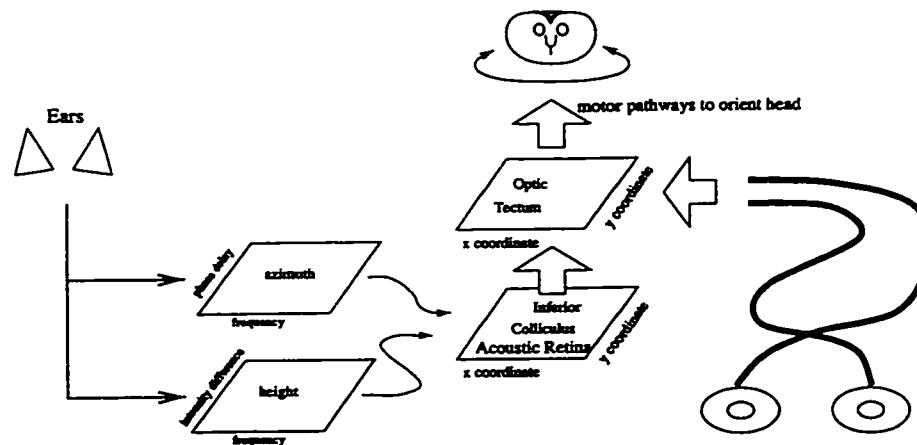 motor pathways to orient head
Ears
Optic
Tectum
y coordinate
x coordinate
phase delay
azimuth
frequency
Inferior
Colliculus
Acoustic Retina
y coordinate
x coordinate
intensity difference
height
frequency